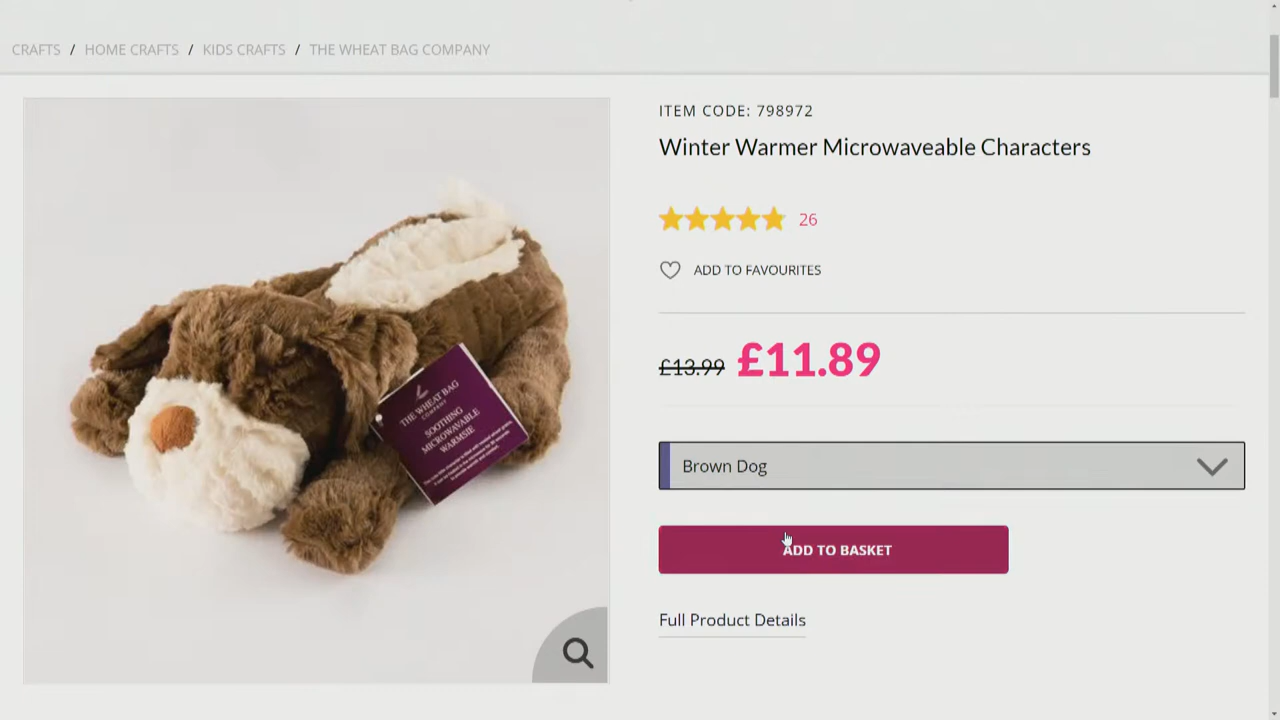 CRAFTS / HOME CRAFTS / KIDS CRAFTS / THE WHEAT BAG COMPANY
ITEM CODE: 798972
Winter Warmer Microwaveable Characters
26
ADD TO FAVOURITES
£13.99 £11.89
Brown Dog
ADD TO BASKET
Full Product Details
THE WHEAT BAG
COMPANY
SOOTHING
MICROWAVABLE
WARMSIE